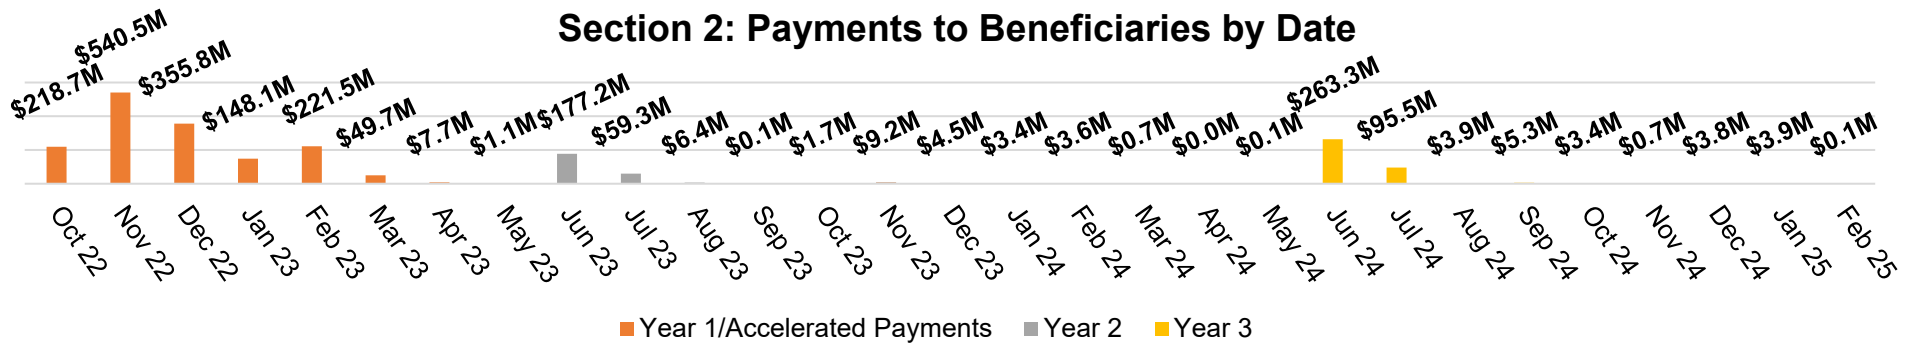 Section 2: Payments to Beneficiaries by Date
$218.7M
$540.5M
$355.8M
$148.1M
$221.5M
$49.7M
$7.7M
$1.1M
$177.2M
$59.3M
$6.4M
$0.1M
$1.7M
$9.2M
$4.5M
$3.4M
$3.6M
$0.7M
$0.0M
$0.1M
$263.3M
$95.5M
$3.9M
$5.3M
$3.4M
$0.7M
$3.8M
$3.9M
$0.1M
Oct 22
Nov 22
Dec 22
Jan 23
Feb 23
Mar 23
Apr 23
May 23
Jun 23
Jul 23
Aug 23
Sep 23
Oct 23
Nov 23
Dec 23
Jan 24
Feb 24
Mar 24
Apr 24
May 24
Jun 24
Jul 24
Aug 24
Sep 24
Oct 24
Nov 24
Dec 24
Jan 25
Feb 25
Year 1/Accelerated Payments
Year 2
Year 3